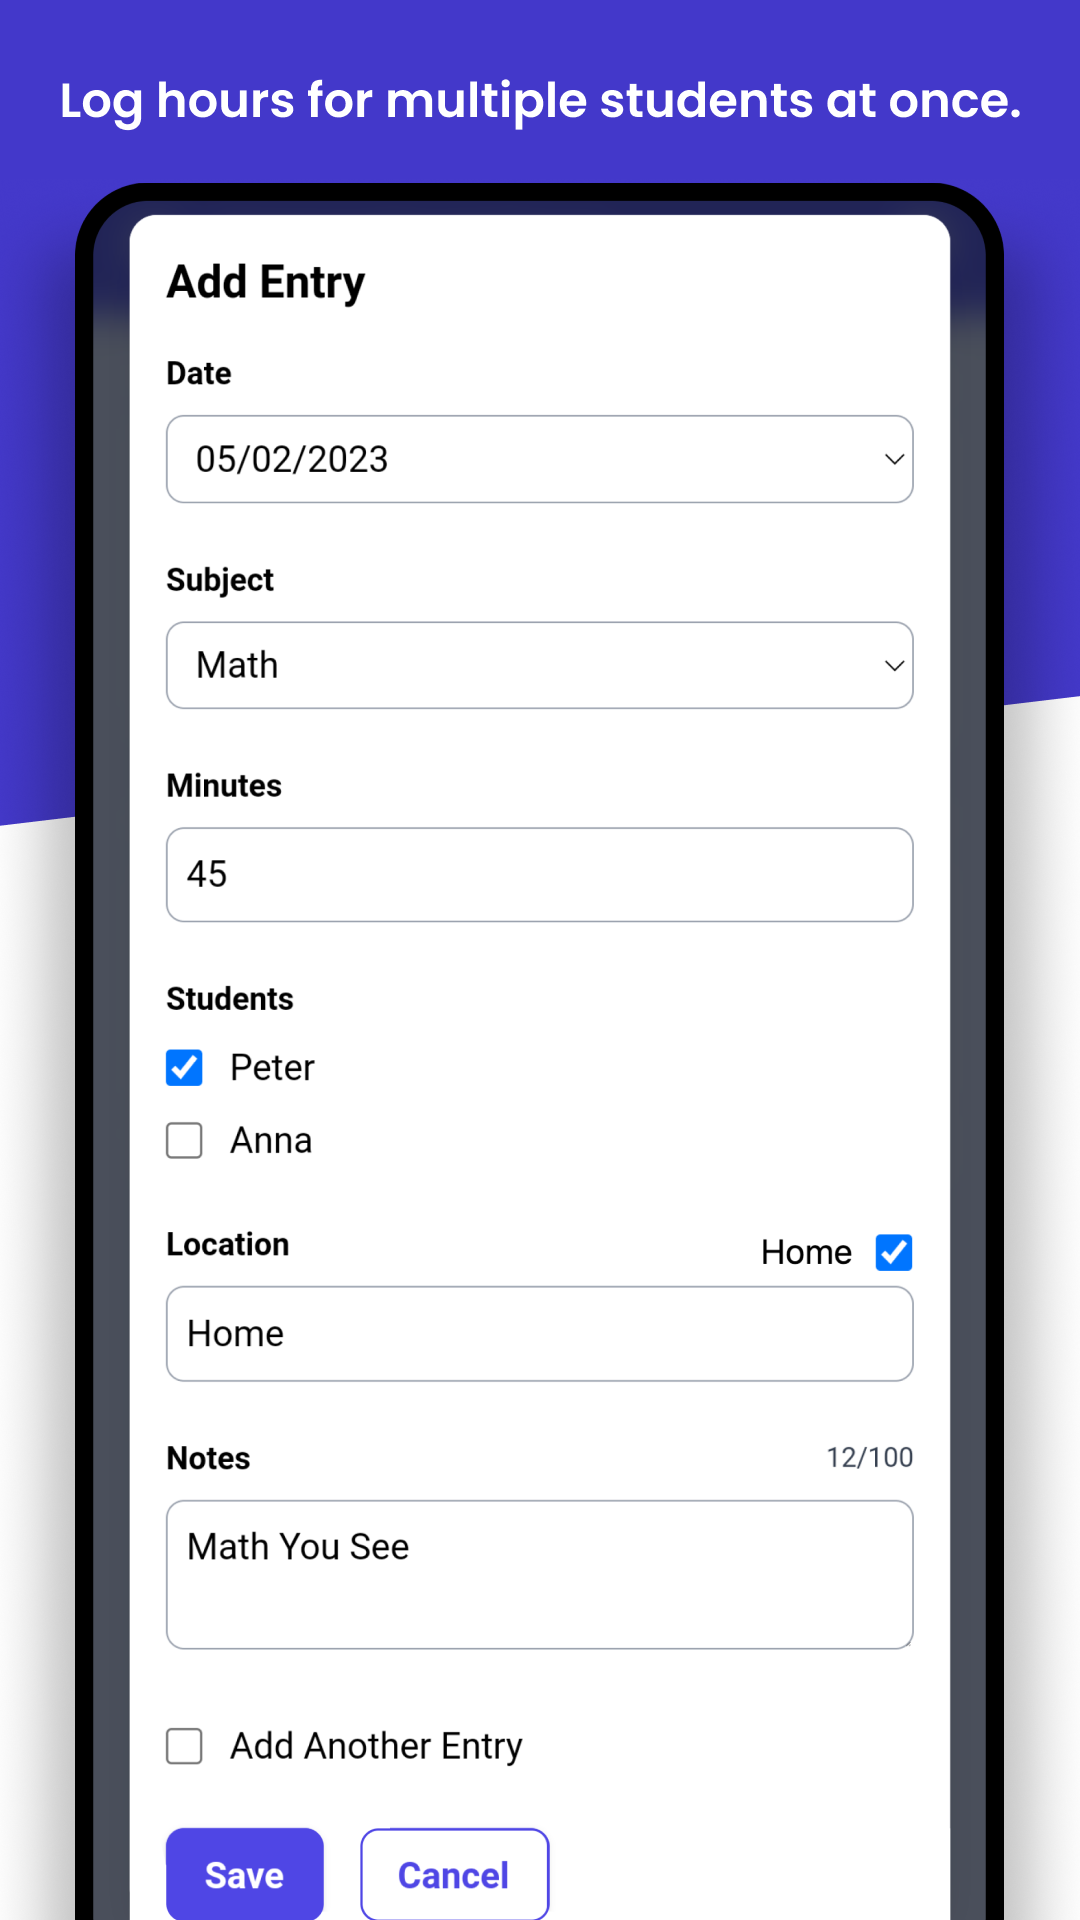 Log hours for multiple students at once.
Add Entry
Date
05/02/2023
Subject
Math
Minutes
45
Students
Peter
Anna
Location
Home
Home
Notes
12/100
Math You See
Add Another Entry
Save
Cancel